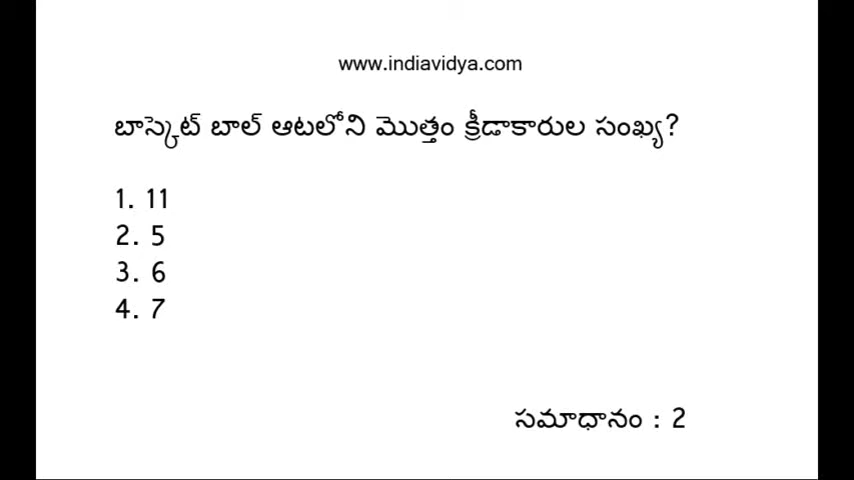 www.indiavidya.com
బాస్కెట్ బాల్ ఆటలోని మొత్తం క్రీడాకారుల సంఖ్య?
1. 11
2. 5
3. 6
4. 7
సమాధానం : 2